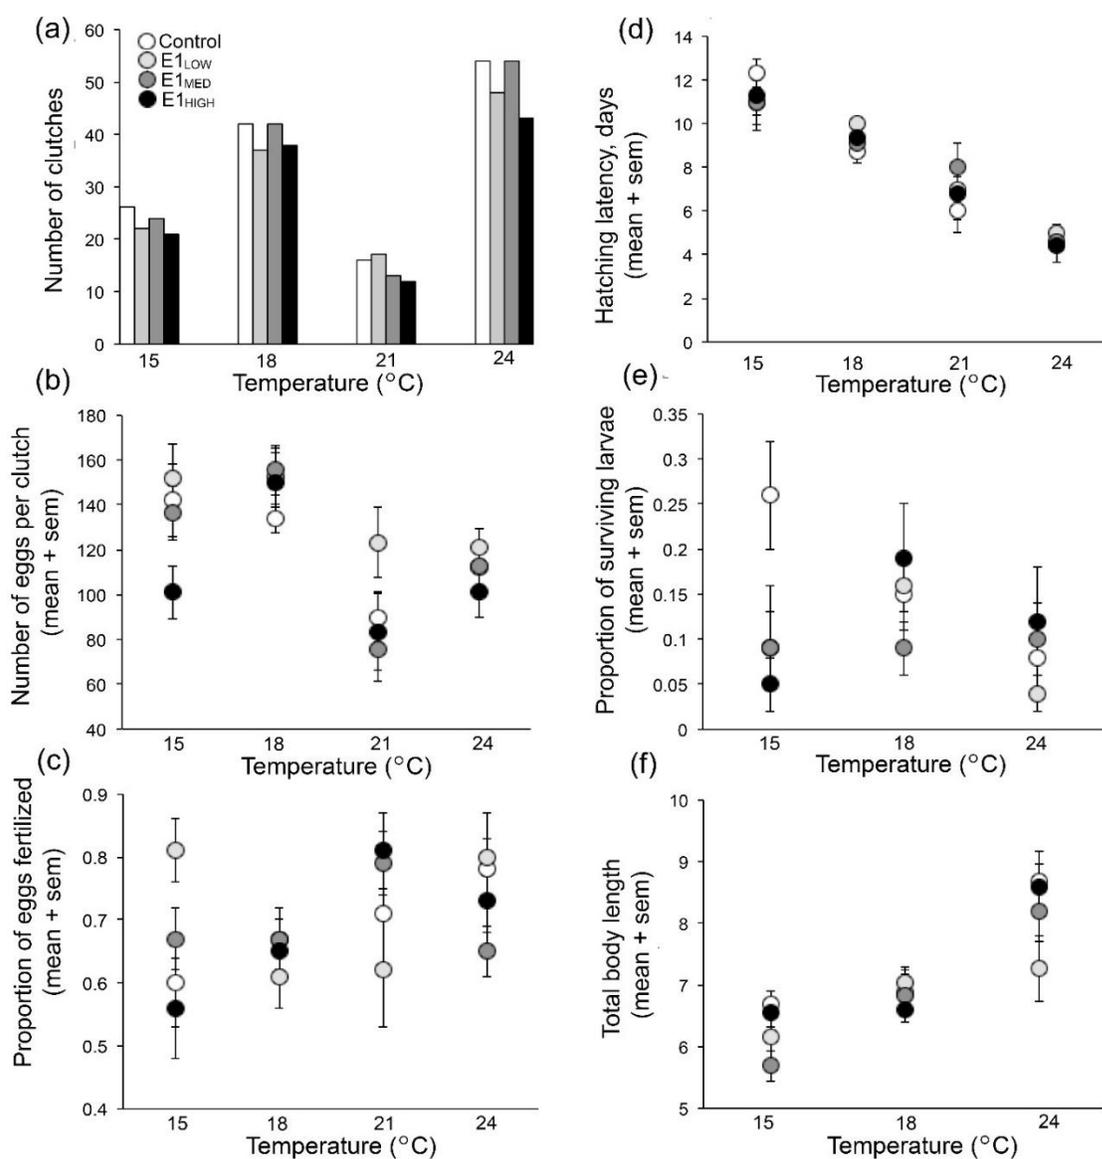 (a)
Control
E1LOW
E1MED
E1HIGH
Number of clutches
60
50
40
30
20
10
0
15 18 21 24
Temperature (°C)
(b)
Number of eggs per clutch
(mean + sem)
180
160
140
120
100
80
60
40
15 18 21 24
Temperature (°C)
(c)
Proportion of eggs fertilized
(mean + sem)
0.9
0.8
0.7
0.6
0.5
0.4
15 18 21 24
Temperature (°C)
(d)
Hatching latency, days
(mean + sem)
14
12
10
8
6
4
2
0
15 18 21 24
Temperature (°C)
(e)
Proportion of surviving larvae
(mean + sem)
0.35
0.3
0.25
0.2
0.15
0.1
0.05
0
15 18 24
Temperature (°C)
(f)
Total body length
(mean + sem)
10
9
8
7
6
5
15 18 24
Temperature (°C)